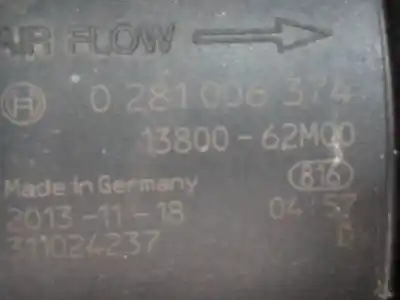 AIR FLOW
0 281 006 374
13800-62M00
Made in Germany
816
2013-11-18
04:57
311024237